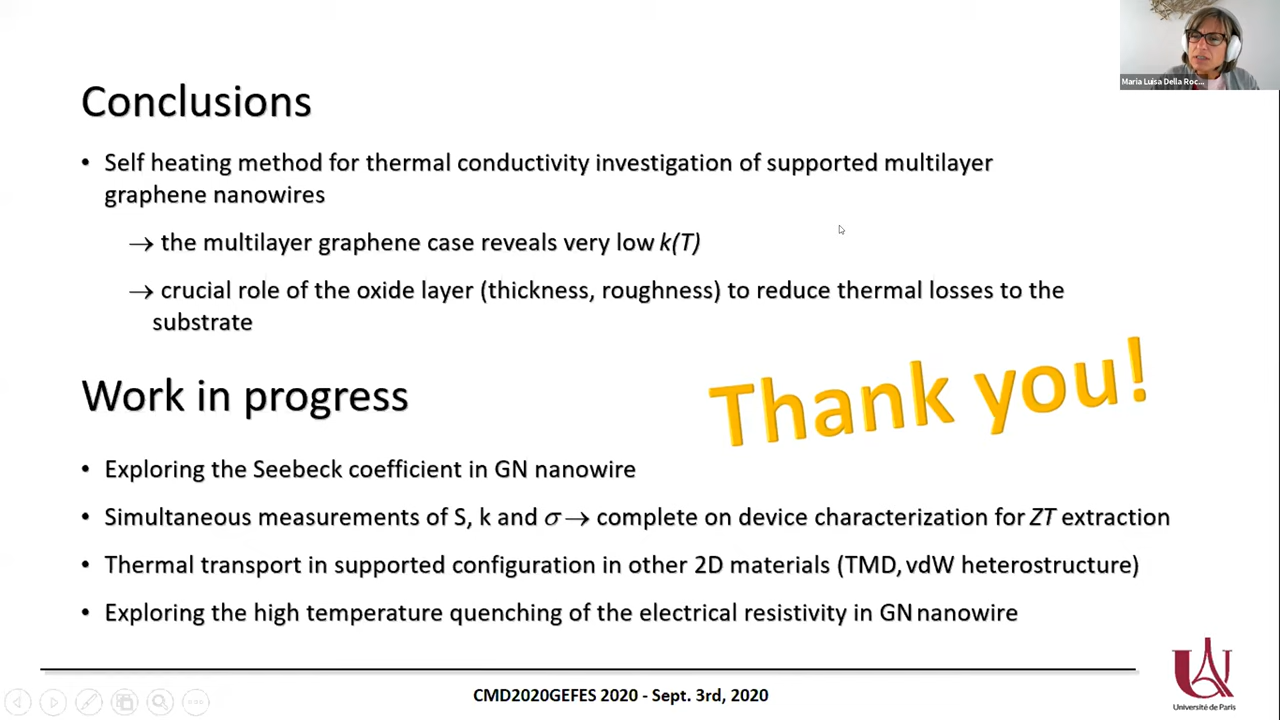 Maria Luisa Della Roc...
Conclusions
• Self heating method for thermal conductivity investigation of supported multilayer
graphene nanowires
→ the multilayer graphene case reveals very low k(T)
→ crucial role of the oxide layer (thickness, roughness) to reduce thermal losses to the
substrate
Thank you!
Work in progress
• Exploring the Seebeck coefficient in GN nanowire
• Simultaneous measurements of S, k and σ → complete on device characterization for ZT extraction
• Thermal transport in supported configuration in other 2D materials (TMD, vdW heterostructure)
• Exploring the high temperature quenching of the electrical resistivity in GN nanowire
CMD2020GEFES 2020 - Sept. 3rd, 2020
Université de Paris